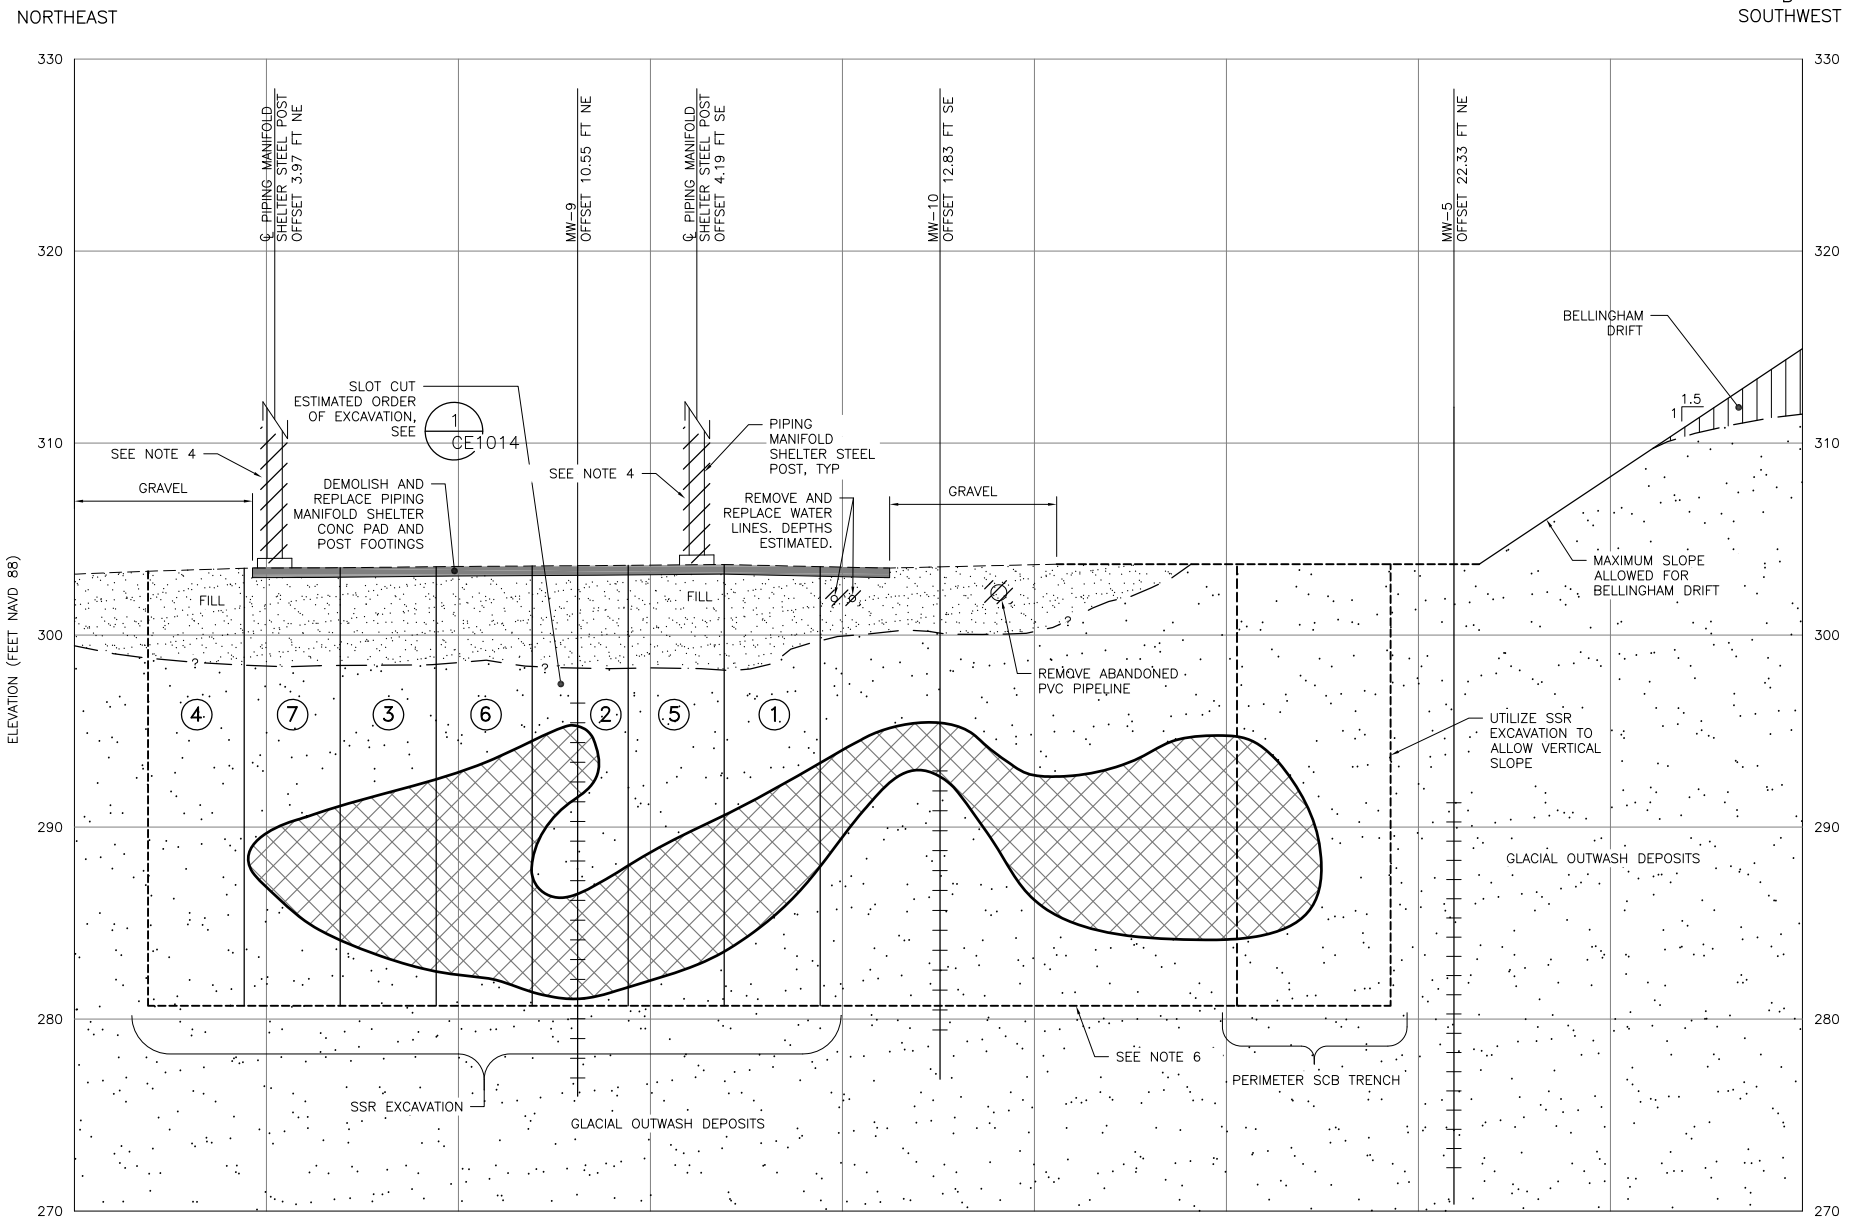 NORTHEAST
SOUTHWEST
330
330
℄ PIPING MANIFOLD
SHELTER STEEL POST
OFFSET 3.97 FT NE
MW-9
OFFSET 10.55 FT NE
℄ PIPING MANIFOLD
SHELTER STEEL POST
OFFSET 4.19 FT SE
MW-10
OFFSET 12.83 FT SE
MW-5
OFFSET 22.33 FT NE
320
320
BELLINGHAM
DRIFT
1.5
1
SLOT CUT
ESTIMATED ORDER
OF EXCAVATION,
SEE
1
CE1014
310
310
SEE NOTE 4
PIPING
MANIFOLD
SHELTER STEEL
POST, TYP
SEE NOTE 4
GRAVEL
DEMOLISH AND
REPLACE PIPING
MANIFOLD SHELTER
CONC PAD AND
POST FOOTINGS
REMOVE AND
REPLACE WATER
LINES. DEPTHS
ESTIMATED.
GRAVEL
MAXIMUM SLOPE
ALLOWED FOR
BELLINGHAM DRIFT
FILL
FILL
ELEVATION (FEET NAVD 88)
300
300
?
?
?
REMOVE ABANDONED
PVC PIPELINE
4
7
3
6
2
5
1
UTILIZE SSR
EXCAVATION TO
ALLOW VERTICAL
SLOPE
290
290
GLACIAL OUTWASH DEPOSITS
280
280
SEE NOTE 6
PERIMETER SCB TRENCH
SSR EXCAVATION
GLACIAL OUTWASH DEPOSITS
270
270